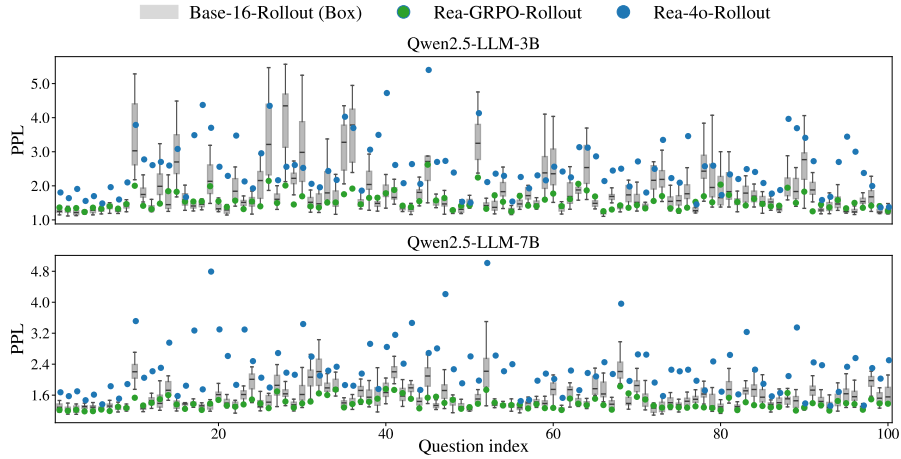 Base-16-Rollout (Box) Rea-GRPO-Rollout Rea-4o-Rollout
Qwen2.5-LLM-3B
PPL
5.0
4.0
3.0
2.0
1.0
Qwen2.5-LLM-7B
PPL
4.8
4.0
3.2
2.4
1.6
20 40 60 80 100
Question index